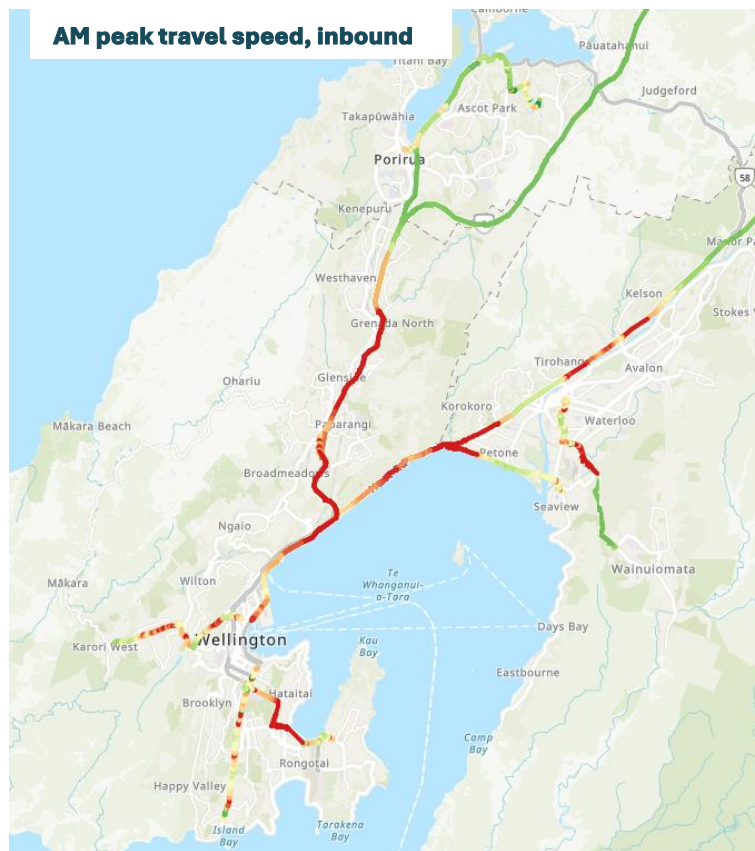 AM peak travel speed, inbound
Camborne
Pāuatahanui
Titahi Bay
Judgeford
Ascot Park
Takapūwāhia
Porirua
58
Kenepuru
Manor Pa
Westhaven
Kelson
Stokes V
Grenada North
Tirohanga
Avalon
Glenside
Ohariu
Korokoro
Mākara Beach
Paparangi
Waterloo
Petone
Broadmeadows
Seaview
Ngaio
Wainuiomata
Te
Whanganui-
a-Tara
Wilton
Mākara
Days Bay
Wellington
Karori West
Kau
Bay
Eastbourne
Hataitai
Brooklyn
Camp
Bay
Rongotai
Happy Valley
Island
Bay
Tarakena
Bay